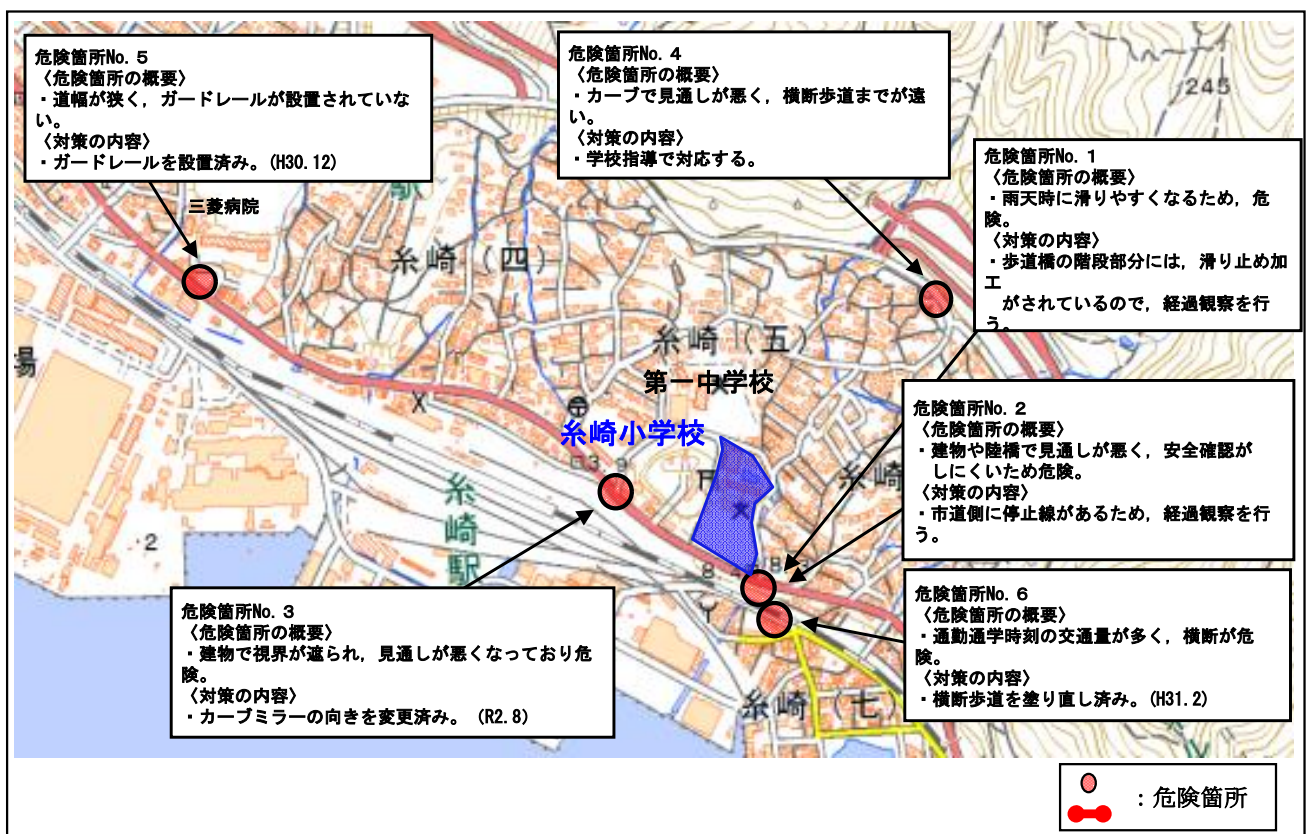 危険箇所No. 5
〈危険箇所の概要〉
・道幅が狭く，ガードレールが設置されていな
い。
〈対策の内容〉
・ガードレールを設置済み。(H30.12)
危険箇所No. 4
〈危険箇所の概要〉
・カーブで見通しが悪く，横断歩道までが遠
い。
〈対策の内容〉
・学校指導で対応する。
245
危険箇所No. 1
〈危険箇所の概要〉
・雨天時に滑りやすくなるため，危
険。
〈対策の内容〉
・歩道橋の階段部分には，滑り止め加
工
がされているので，経過観察を行
う。
三菱病院
駅
糸崎（四）
糸崎（五）
場
第一中学校
糸崎小学校
糸崎
危険箇所No. 2
〈危険箇所の概要〉
・建物や陸橋で見通しが悪く，安全確認が
しにくいため危険。
〈対策の内容〉
・市道側に停止線があるため，経過観察を行
う。
糸崎駅
2
危険箇所No. 3
〈危険箇所の概要〉
・建物で視界が遮られ，見通しが悪くなっており危
険。
〈対策の内容〉
・カーブミラーの向きを変更済み。 (R2.8)
危険箇所No. 6
〈危険箇所の概要〉
・通勤通学時刻の交通量が多く，横断が危
険。
〈対策の内容〉
・横断歩道を塗り直し済み。(H31.2)
糸崎（七）
：危険箇所